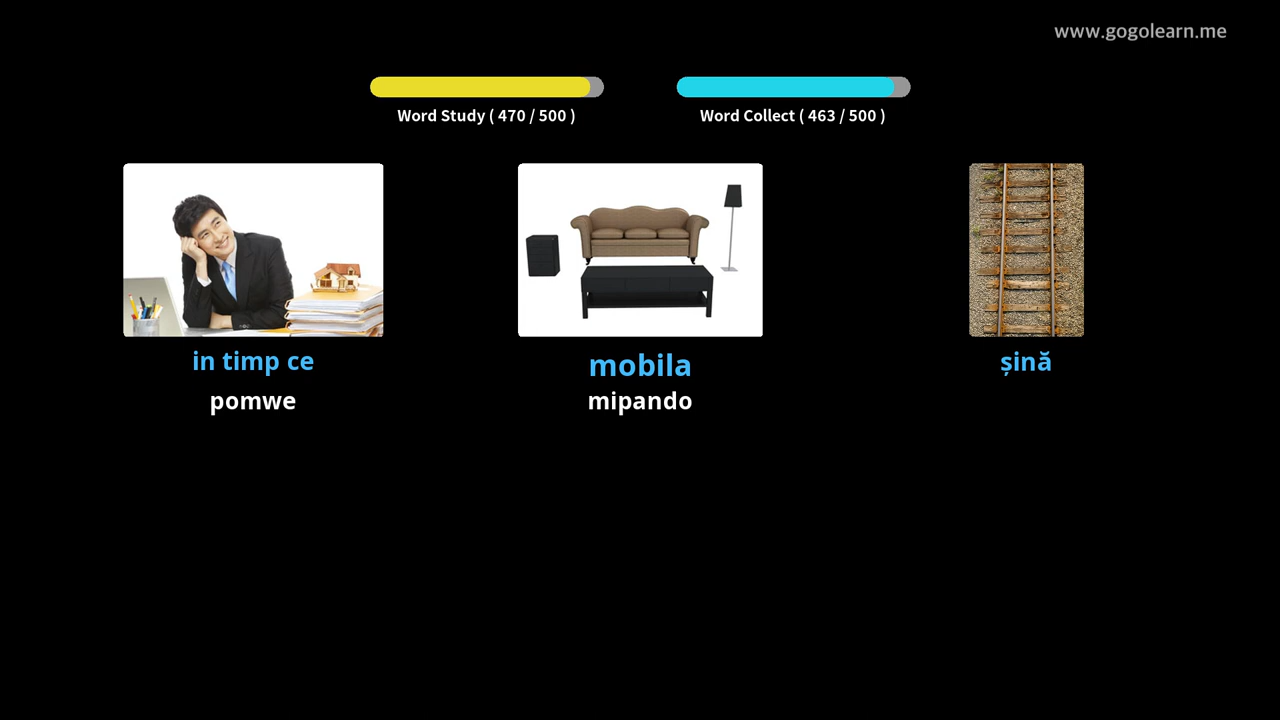 www.gogolearn.me
Word Study ( 470 / 500 )
Word Collect ( 463 / 500 )
in timp ce
pomwe
mobila
mipando
șină